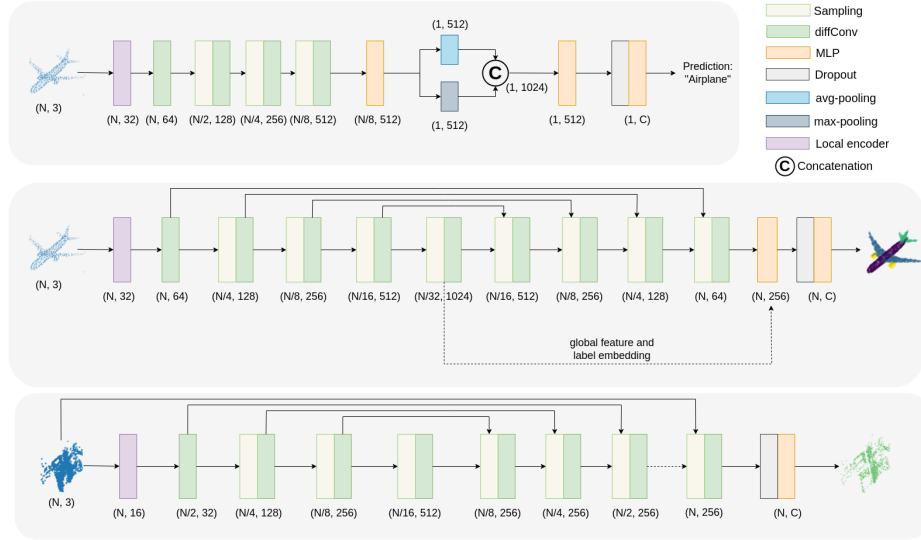 (1, 512)
Prediction:
"Airplane"
C
(1, 1024)
(N, 3)
(N, 32) (N, 64) (N/2, 128) (N/4, 256) (N/8, 512) (N/8, 512) (1, 512) (1, 512) (1, C)
Sampling
diffConv
MLP
Dropout
avg-pooling
max-pooling
Local encoder
C Concatenation
(N, 3)
(N, 32) (N, 64) (N/4, 128) (N/8, 256) (N/16, 512) (N/32, 1024) (N/16, 512) (N/8, 256) (N/4, 128) (N, 64) (N, 256) (N, C)
global feature and
label embedding
(N, 3)
(N, 16) (N/2, 32) (N/4, 128) (N/8, 256) (N/16, 512) (N/8, 256) (N/4, 256) (N/2, 256) (N, 256) (N, C)